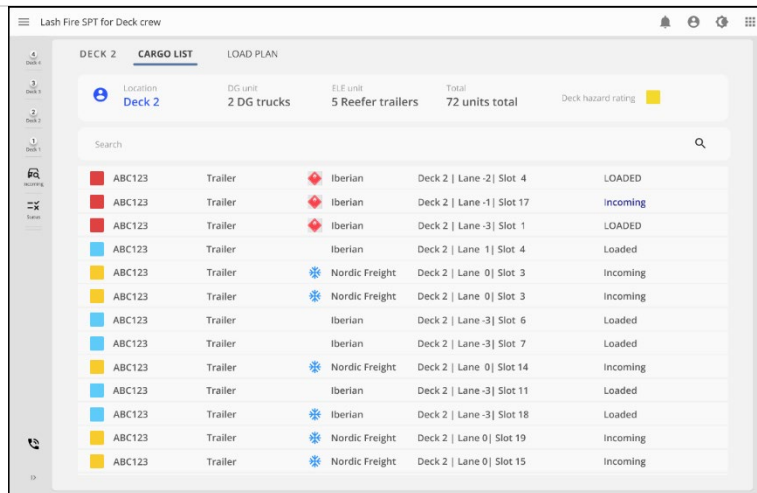 Lash Fire SPT for Deck crew
DECK 2 CARGO LIST LOAD PLAN
Location DG unit ELE unit Total
Deck 2 2 DG trucks 5 Reefer trailers 72 units total Deck hazard rating
Search
ABC123 Trailer Iberian Deck 2 | Lane -2| Slot 4 LOADED
ABC123 Trailer Iberian Deck 2 | Lane -1| Slot 17 Incoming
ABC123 Trailer Iberian Deck 2 | Lane -3| Slot 1 LOADED
ABC123 Trailer Iberian Deck 2 | Lane 1| Slot 4 Loaded
ABC123 Trailer Nordic Freight Deck 2 | Lane 0| Slot 3 Incoming
ABC123 Trailer Nordic Freight Deck 2 | Lane 0| Slot 3 Incoming
ABC123 Trailer Iberian Deck 2 | Lane -3| Slot 6 Loaded
ABC123 Trailer Iberian Deck 2 | Lane -3| Slot 7 Loaded
ABC123 Trailer Nordic Freight Deck 2 | Lane 0| Slot 14 Incoming
ABC123 Trailer Iberian Deck 2 | Lane -3| Slot 11 Loaded
ABC123 Trailer Iberian Deck 2 | Lane -3| Slot 18 Loaded
ABC123 Trailer Nordic Freight Deck 2 | Lane 0| Slot 19 Incoming
ABC123 Trailer Nordic Freight Deck 2 | Lane 0| Slot 15 Incoming
4
Deck 4
3
Deck 3
2
Deck 2
1
Deck 1
Incoming